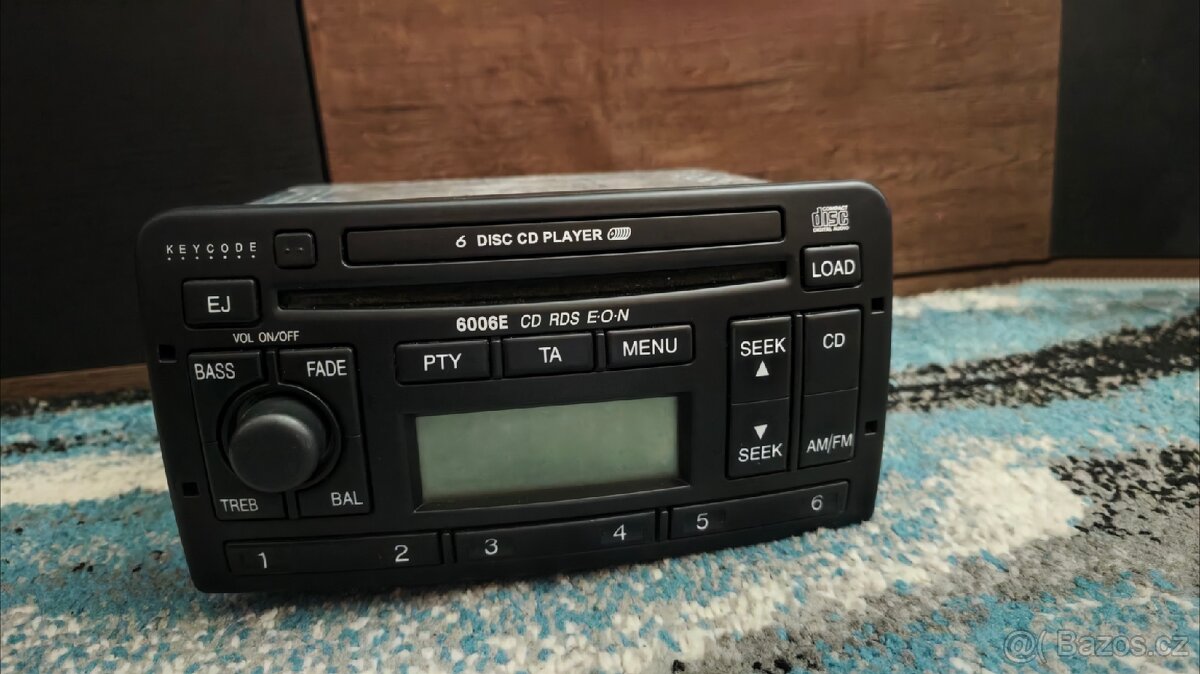 KEYCODE
6 DISC CD PLAYER
COMPACT
disc
DIGITAL AUDIO
EJ
LOAD
6006E CD RDS E·O·N
VOL ON/OFF
PTY
TA
MENU
BASS
FADE
SEEK
CD
SEEK
AM/FM
TREB
BAL
1
2
3
4
5
6
@( Bazos.cz